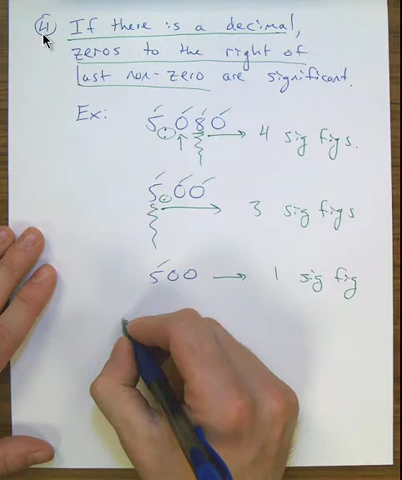 4 If there is a decimal,
zeros to the right of
last non-zero are significant.
Ex: 5.080 → 4 sig figs.
5.00 → 3 sig figs
500 → 1 sig fig